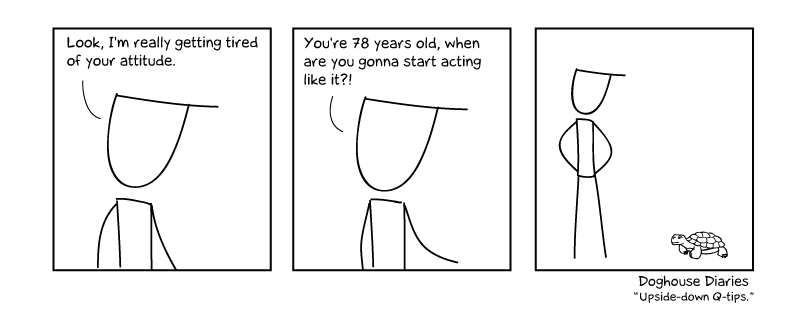 Look, I'm really getting tired
of your attitude.
You're 78 years old, when
are you gonna start acting
like it?!
Doghouse Diaries
"Upside-down Q-tips."